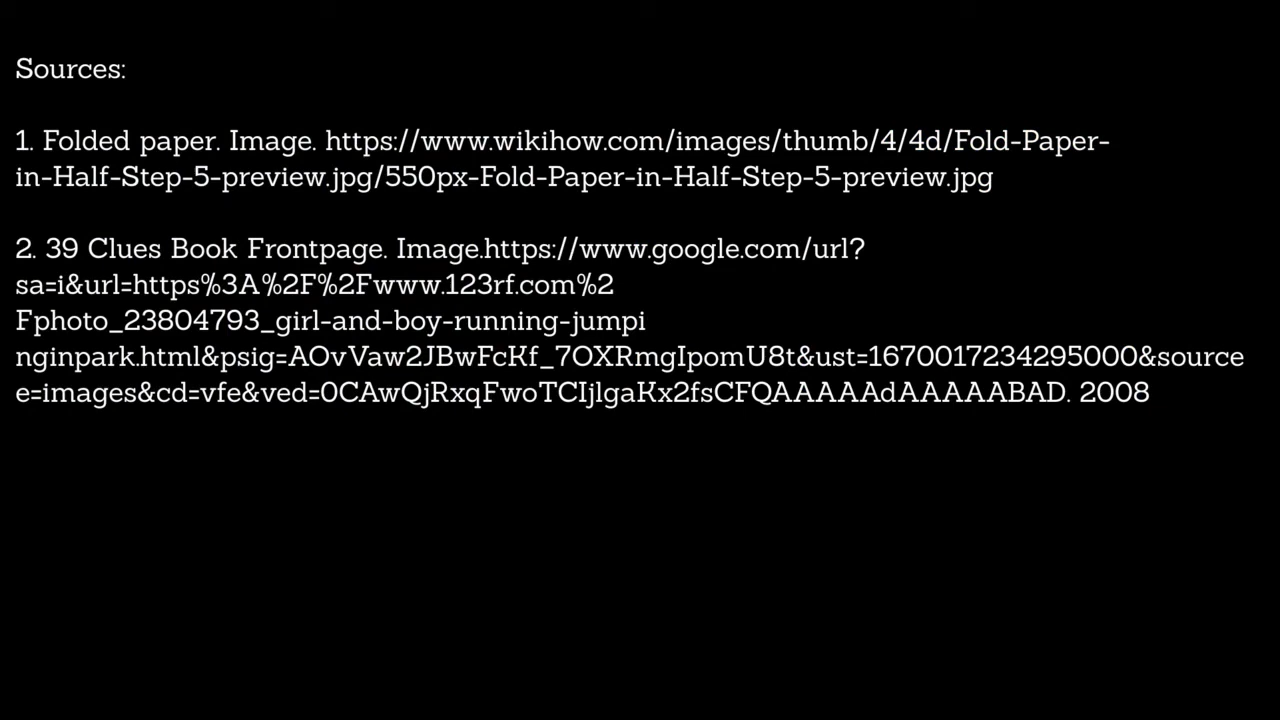 Sources:
1. Folded paper. Image. https://www.wikihow.com/images/thumb/4/4d/Fold-Paper-
in-Half-Step-5-preview.jpg/550px-Fold-Paper-in-Half-Step-5-preview.jpg
2. 39 Clues Book Frontpage. Image.https://www.google.com/url?
sa=i&url=https%3A%2F%2Fwww.123rf.com%2
Fphoto_23804793_girl-and-boy-running-jumpi
nginpark.html&psig=AOvVaw2JBwFcKf_7OXRmgIpomU8t&ust=1670017234295000&source
e=images&cd=vfe&ved=0CAwQjRxqFwoTCIjlgaKx2fsCFQAAAAAdAAAAABAD. 2008